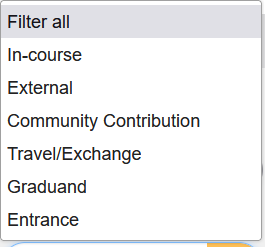 Filter all
In-course
External
Community Contribution
Travel/Exchange
Graduand
Entrance